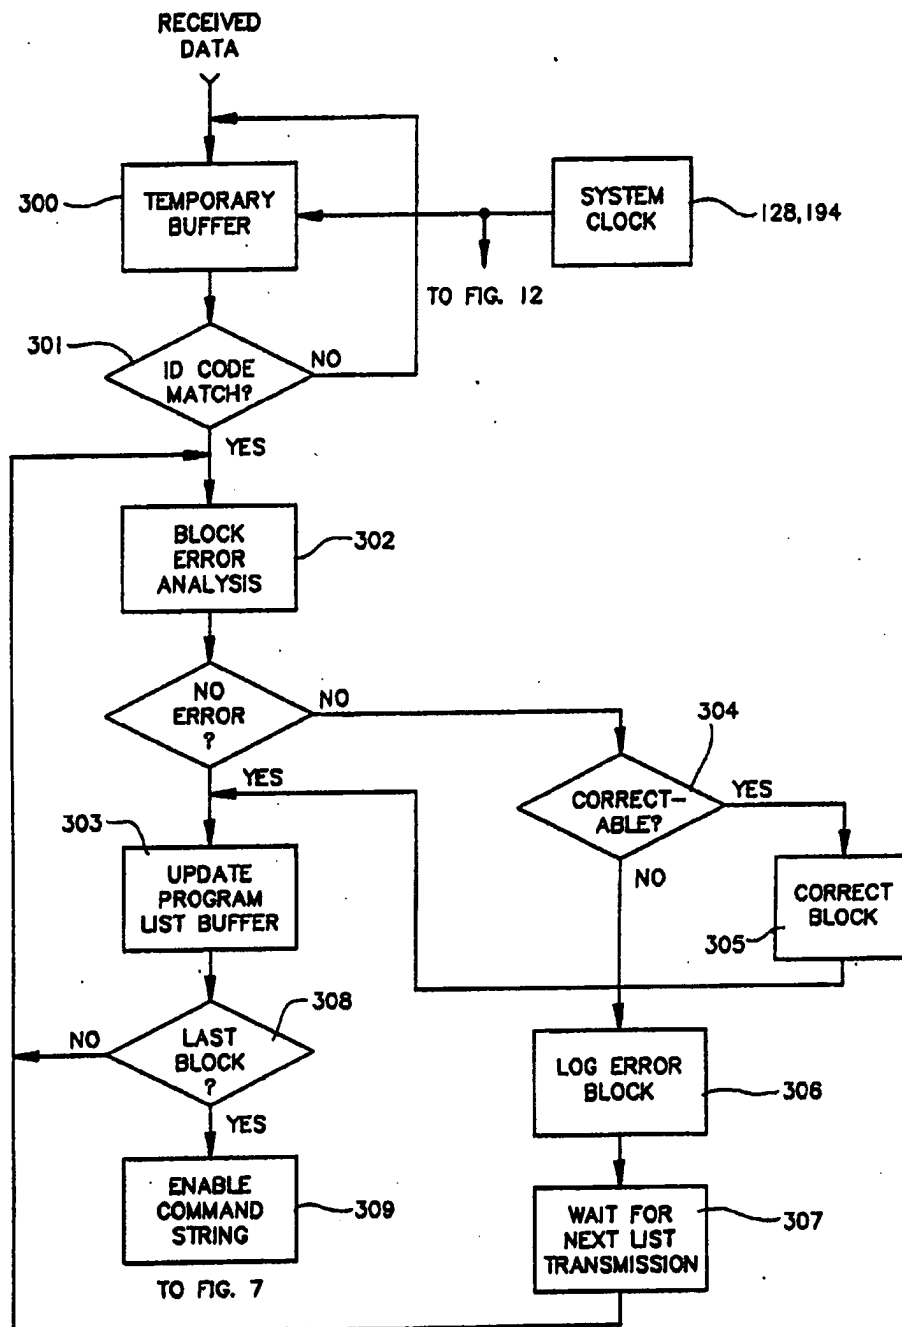 RECEIVED
DATA
300
TEMPORARY
BUFFER
SYSTEM
CLOCK
128,194
TO FIG. 12
301
ID CODE
MATCH?
NO
YES
BLOCK
ERROR
ANALYSIS
302
NO
ERROR
?
NO
YES
304
CORRECT-
ABLE?
YES
NO
303
UPDATE
PROGRAM
LIST BUFFER
CORRECT
BLOCK
305
308
LAST
BLOCK
?
NO
YES
LOG ERROR
BLOCK
306
ENABLE
COMMAND
STRING
309
WAIT FOR
NEXT LIST
TRANSMISSION
307
TO FIG. 7